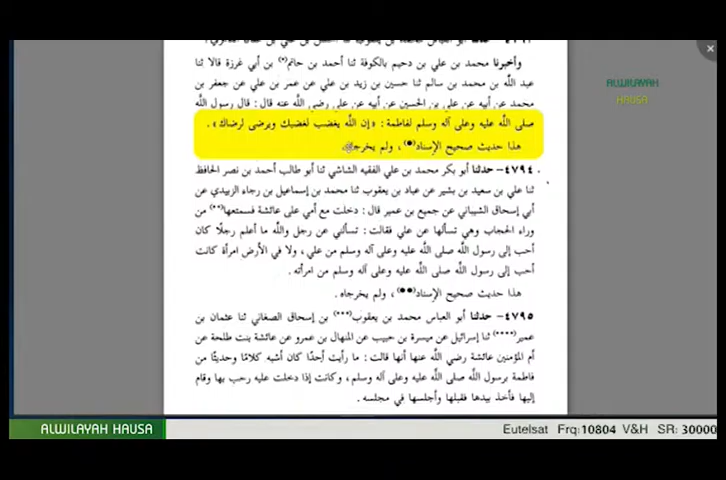 وأخبرنا محمد بن علي بن دحيم بالكوفة ثنا أحمد بن حاتم(*) بن أبي غرزة قالا ثنا
عبد الله بن محمد بن سالم ثنا حسين بن زيد بن علي عن عمر بن علي عن جعفر بن
محمد عن أبيه عن علي بن الحسين عن أبيه عن علي رضي الله عنه قال: قال رسول الله
صلى الله عليه وعلى آله وسلم لفاطمة: «إن الله يغضب لغضبك ويرضى لرضاك».
هذا حديث صحيح الإسناد(●)، ولم يخرجاه
٤٧٩٤- حدثنا أبو بكر محمد بن علي الفقيه الشاشي ثنا أبو طالب أحمد بن نصر الحافظ
ثنا علي بن سعيد بن بشير عن عباد بن يعقوب ثنا محمد بن إسماعيل بن رجاء الزبيدي عن
أبي إسحاق الشيباني عن جميع بن عمير قال: دخلت مع أمي على عائشة فسمعتها(**) من
وراء الحجاب وهي تسألها عن علي فقالت: تسألني عن رجل والله ما أعلم رجلًا كان
أحب إلى رسول الله صلى الله عليه وعلى آله وسلم من علي، ولا في الأرض امرأة كانت
أحب إلى رسول الله صلى الله عليه وعلى آله وسلم من امرأته.
هذا حديث صحيح الإسناد(●●)، ولم يخرجاه.
٤٧٩٥- حدثنا أبو العباس محمد بن يعقوب(***) بن إسحاق الصغاني ثنا عثمان بن
عمير(****) ثنا إسرائيل عن ميسرة بن حبيب عن المنهال بن عمرو عن عائشة بنت طلحة عن
أم المؤمنين عائشة رضي الله عنها أنها قالت: ما رأيت أحدًا كان أشبه كلامًا وحديثًا من
فاطمة برسول الله صلى الله عليه وعلى آله وسلم، وكانت إذا دخلت عليه رحب بها وقام
إليها فأخذ بيدها فقبلها وأجلسها في مجلسه.
ALWILAYAH
HAUSA
ALWILAYAH HAUSA
Eutelsat Frq:10804 V&H SR: 30000